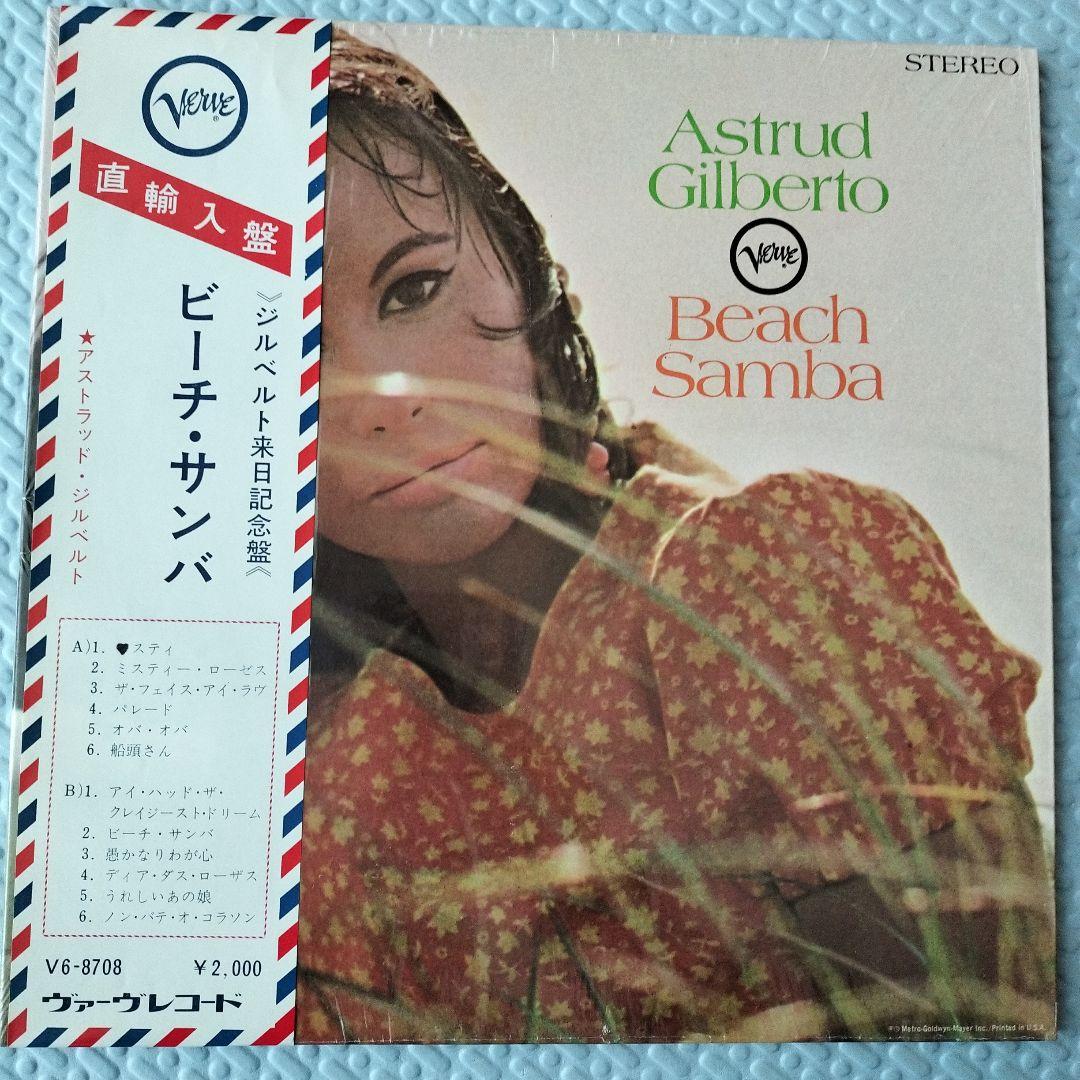 Verve
直輸入盤
ビーチ・サンバ
《ジルベルト来日記念盤》
★アストラッド・ジルベルト
A)1. ♥スティ
2. ミスティー・ローゼス
3. ザ・フェイス・アイ・ラヴ
4. パレード
5. オバ・オバ
6. 船頭さん
B)1. アイ・ハッド・ザ・
クレイジースト・ドリーム
2. ビーチ・サンバ
3. 愚かなりわが心
4. ディア・ダス・ローザス
5. うれしいあの娘
6. ノン・バテ・オ・コラソン
V6-8708 ¥2,000
ヴァーヴレコード
STEREO
Astrud
Gilberto
Verve
Beach
Samba
Metro-Goldwyn-Mayer Inc./Printed in U.S.A.